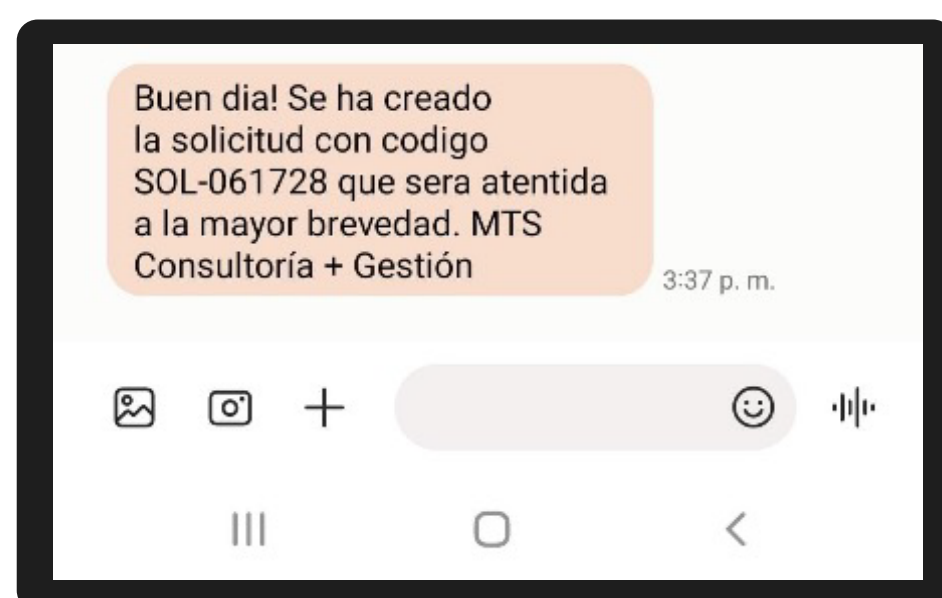 Buen dia! Se ha creado
la solicitud con codigo
SOL-061728 que sera atentida
a la mayor brevedad. MTS
Consultoría + Gestión
3:37 p. m.